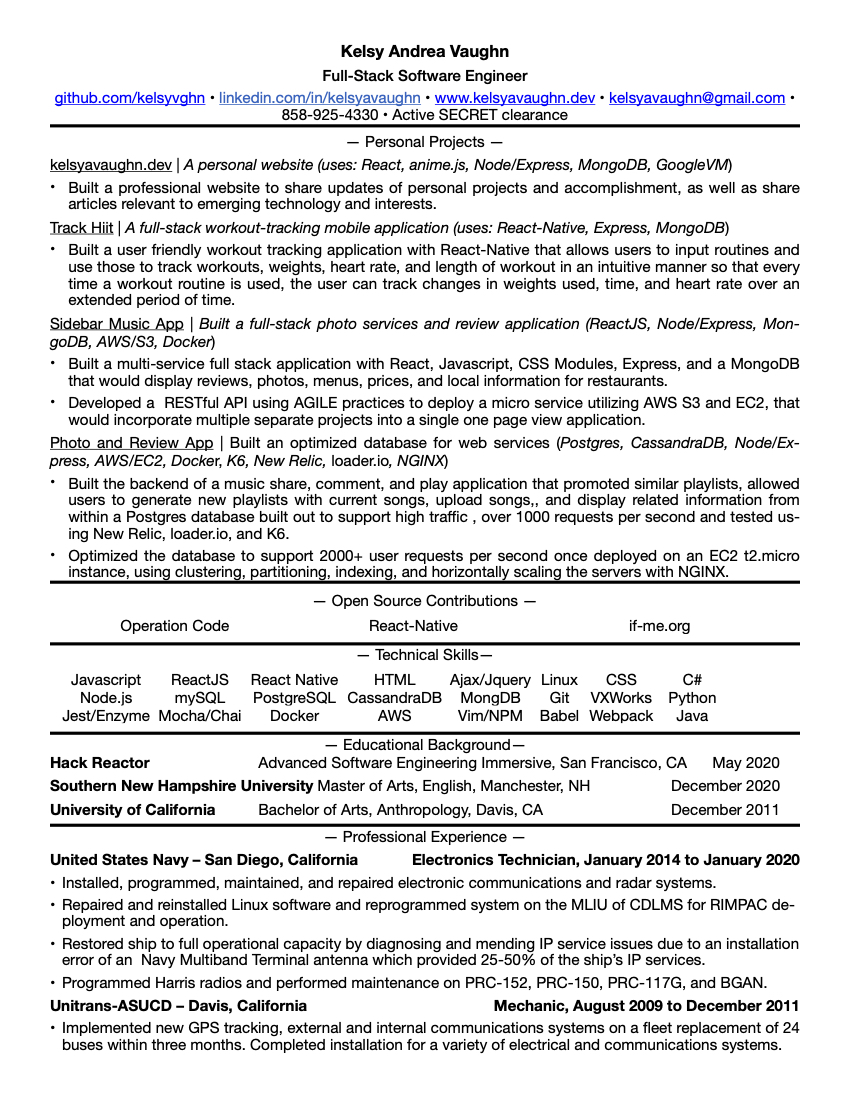 Kelsy Andrea Vaughn
Full-Stack Software Engineer
github.com/kelsyvghn • linkedin.com/in/kelsyavaughn • www.kelsyavaughn.dev • kelsyavaughn@gmail.com •
858-925-4330 • Active SECRET clearance
— Personal Projects —
kelsyavaughn.dev | A personal website (uses: React, anime.js, Node/Express, MongoDB, GoogleVM)
• Built a professional website to share updates of personal projects and accomplishment, as well as share
articles relevant to emerging technology and interests.
Track Hiit | A full-stack workout-tracking mobile application (uses: React-Native, Express, MongoDB)
• Built a user friendly workout tracking application with React-Native that allows users to input routines and
use those to track workouts, weights, heart rate, and length of workout in an intuitive manner so that every
time a workout routine is used, the user can track changes in weights used, time, and heart rate over an
extended period of time.
Sidebar Music App | Built a full-stack photo services and review application (ReactJS, Node/Express, Mon-
goDB, AWS/S3, Docker)
• Built a multi-service full stack application with React, Javascript, CSS Modules, Express, and a MongoDB
that would display reviews, photos, menus, prices, and local information for restaurants.
• Developed a  RESTful API using AGILE practices to deploy a micro service utilizing AWS S3 and EC2, that
would incorporate multiple separate projects into a single one page view application.
Photo and Review App | Built an optimized database for web services (Postgres, CassandraDB, Node/Ex-
press, AWS/EC2, Docker, K6, New Relic, loader.io, NGINX)
• Built the backend of a music share, comment, and play application that promoted similar playlists, allowed
users to generate new playlists with current songs, upload songs,, and display related information from
within a Postgres database built out to support high traffic , over 1000 requests per second and tested us-
ing New Relic, loader.io, and K6.
• Optimized the database to support 2000+ user requests per second once deployed on an EC2 t2.micro
instance, using clustering, partitioning, indexing, and horizontally scaling the servers with NGINX.
— Open Source Contributions —
Operation Code React-Native if-me.org
— Technical Skills—
Javascript ReactJS React Native HTML Ajax/Jquery Linux CSS C#
Node.js mySQL PostgreSQL CassandraDB MongDB Git VXWorks Python
Jest/Enzyme Mocha/Chai Docker AWS Vim/NPM Babel Webpack Java
— Educational Background—
Hack Reactor Advanced Software Engineering Immersive, San Francisco, CA May 2020
Southern New Hampshire University Master of Arts, English, Manchester, NH December 2020
University of California Bachelor of Arts, Anthropology, Davis, CA December 2011
— Professional Experience —
United States Navy – San Diego, California Electronics Technician, January 2014 to January 2020
• Installed, programmed, maintained, and repaired electronic communications and radar systems.
• Repaired and reinstalled Linux software and reprogrammed system on the MLIU of CDLMS for RIMPAC de-
ployment and operation.
• Restored ship to full operational capacity by diagnosing and mending IP service issues due to an installation
error of an  Navy Multiband Terminal antenna which provided 25-50% of the ship's IP services.
• Programmed Harris radios and performed maintenance on PRC-152, PRC-150, PRC-117G, and BGAN.
Unitrans-ASUCD – Davis, California Mechanic, August 2009 to December 2011
• Implemented new GPS tracking, external and internal communications systems on a fleet replacement of 24
buses within three months. Completed installation for a variety of electrical and communications systems.